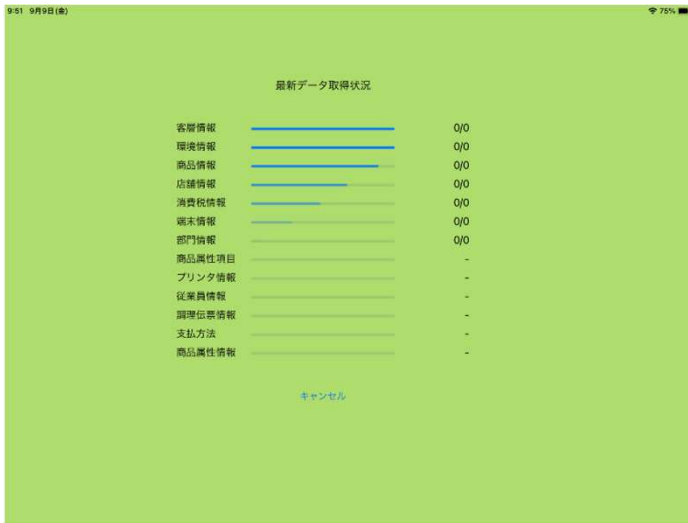 9:51 9月9日(金) 75%
最新データ取得状況
客層情報 0/0
環境情報 0/0
商品情報 0/0
店舗情報 0/0
消費税情報 0/0
端末情報 0/0
部門情報 0/0
商品属性項目 -
プリンタ情報 -
従業員情報 -
調理伝票情報 -
支払方法 -
商品属性情報 -
キャンセル